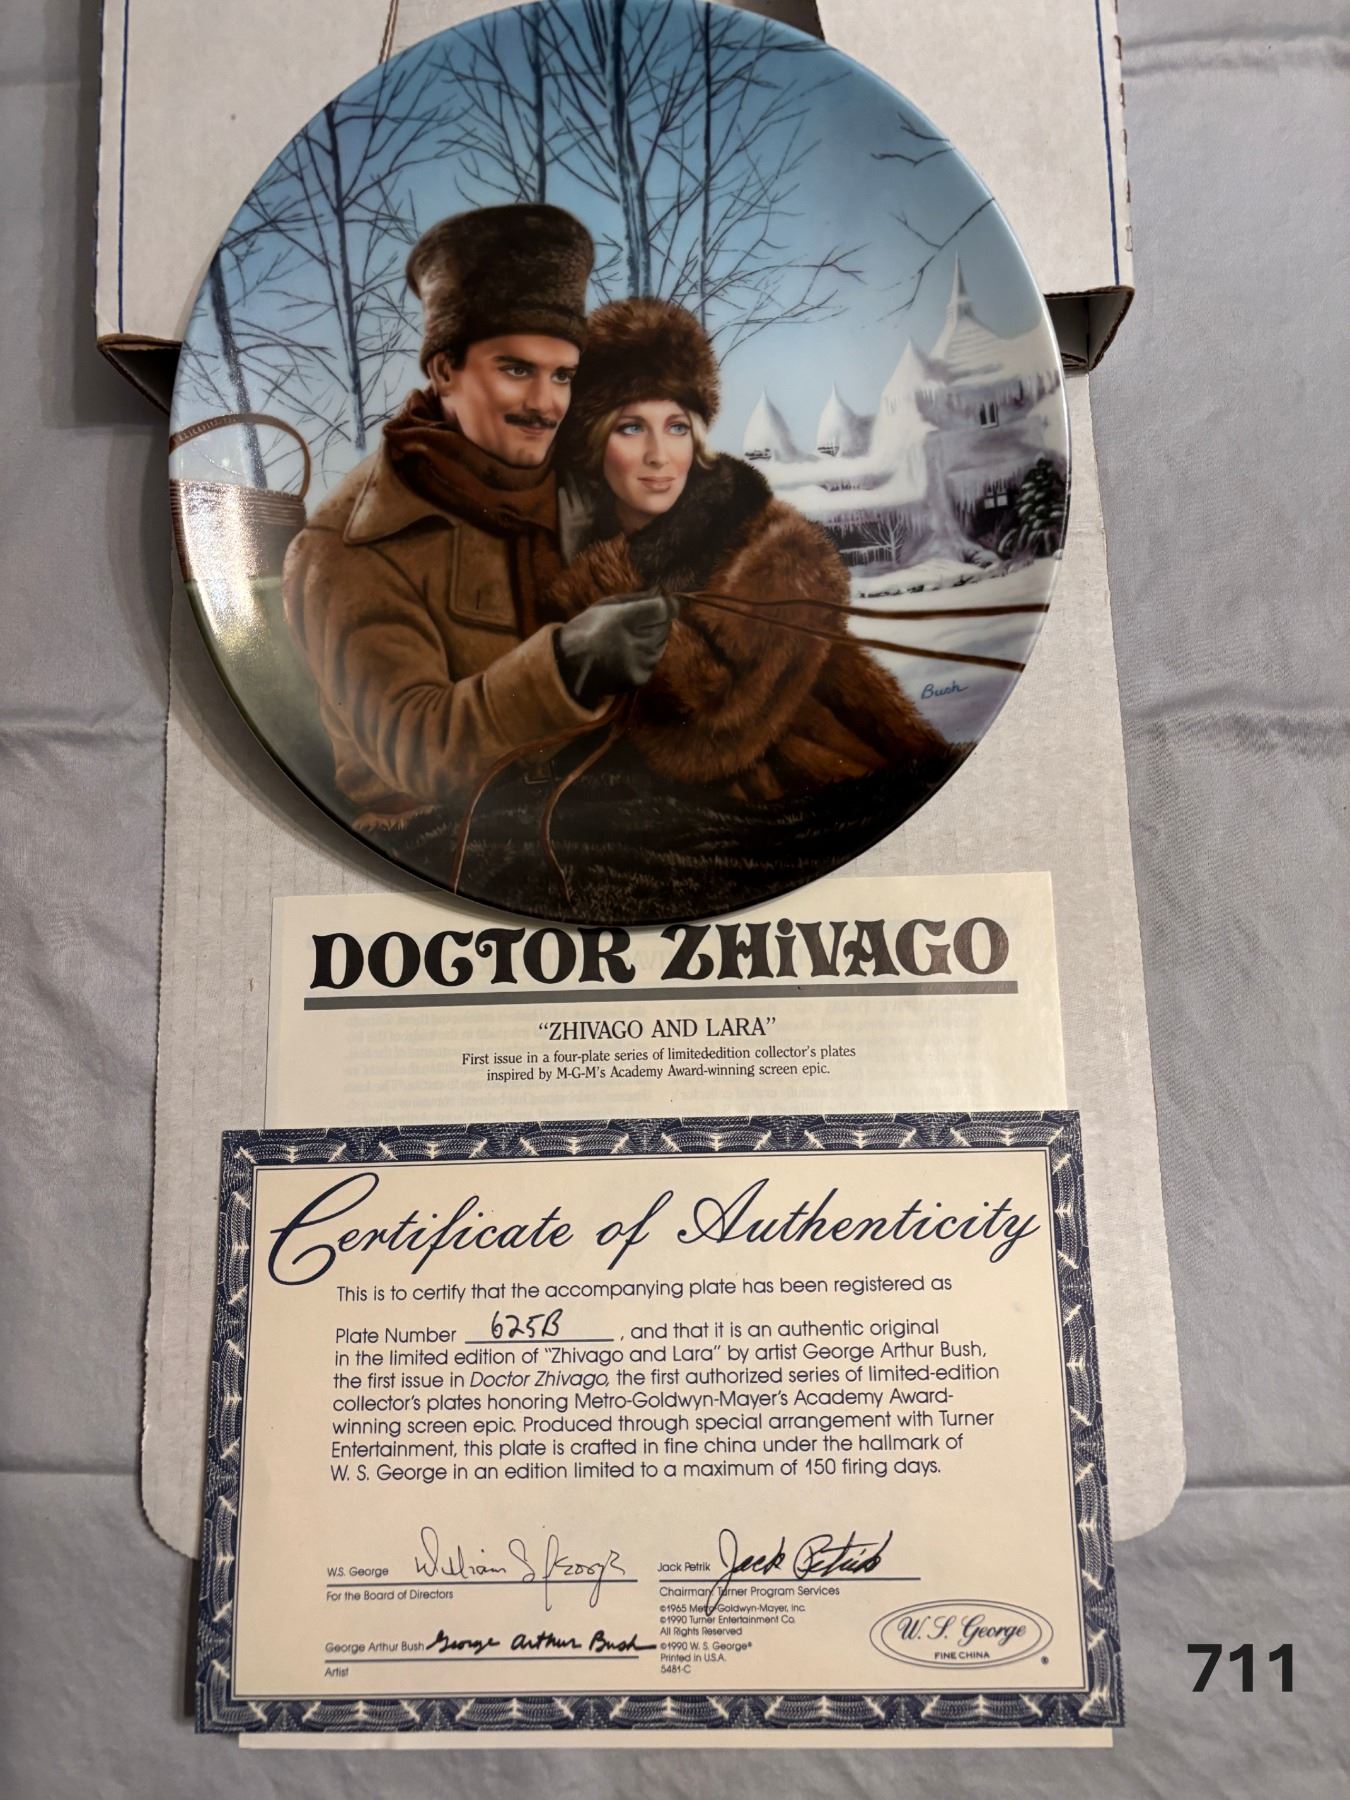 Bush
DOCTOR ZHiVAGO
“ZHIVAGO AND LARA”
First issue in a four-plate series of limitededition collector's plates
inspired by M-G-M's Academy Award-winning screen epic.
Certificate of Authenticity
This is to certify that the accompanying plate has been registered as
Plate Number 625B, and that it is an authentic original
in the limited edition of "Zhivago and Lara" by artist George Arthur Bush,
the first issue in Doctor Zhivago, the first authorized series of limited-edition
collector's plates honoring Metro-Goldwyn-Mayer's Academy Award-
winning screen epic. Produced through special arrangement with Turner
Entertainment, this plate is crafted in fine china under the hallmark of
W. S. George in an edition limited to a maximum of 150 firing days.
W.S. George William S George
For the Board of Directors
George Arthur Bush George Arthur Bush
Artist
Jack Petrik Jack Petrik
Chairman, Turner Program Services
©1965 Metro-Goldwyn-Mayer, Inc.
©1990 Turner Entertainment Co.
All Rights Reserved
©1990 W. S. George®
Printed in U.S.A.
5481-C
W. S. George
FINE CHINA
®
711